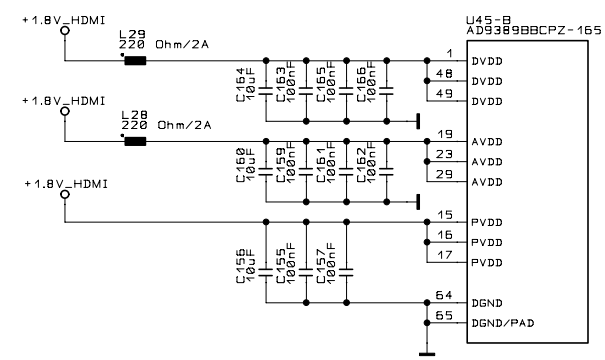 +1.8V_HDMI
U45-B
AD9389BBCPZ-165
L29
220 Ohm/2A
1 DVDD
48 DVDD
49 DVDD
C164 10uF
C163 100nF
C165 100nF
C166 100nF
+1.8V_HDMI
L28
220 Ohm/2A
19 AVDD
23 AVDD
29 AVDD
C160 10uF
C159 100nF
C161 100nF
C162 100nF
+1.8V_HDMI
15 PVDD
16 PVDD
17 PVDD
C156 10uF
C155 100nF
C157 100nF
64 DGND
65 DGND/PAD